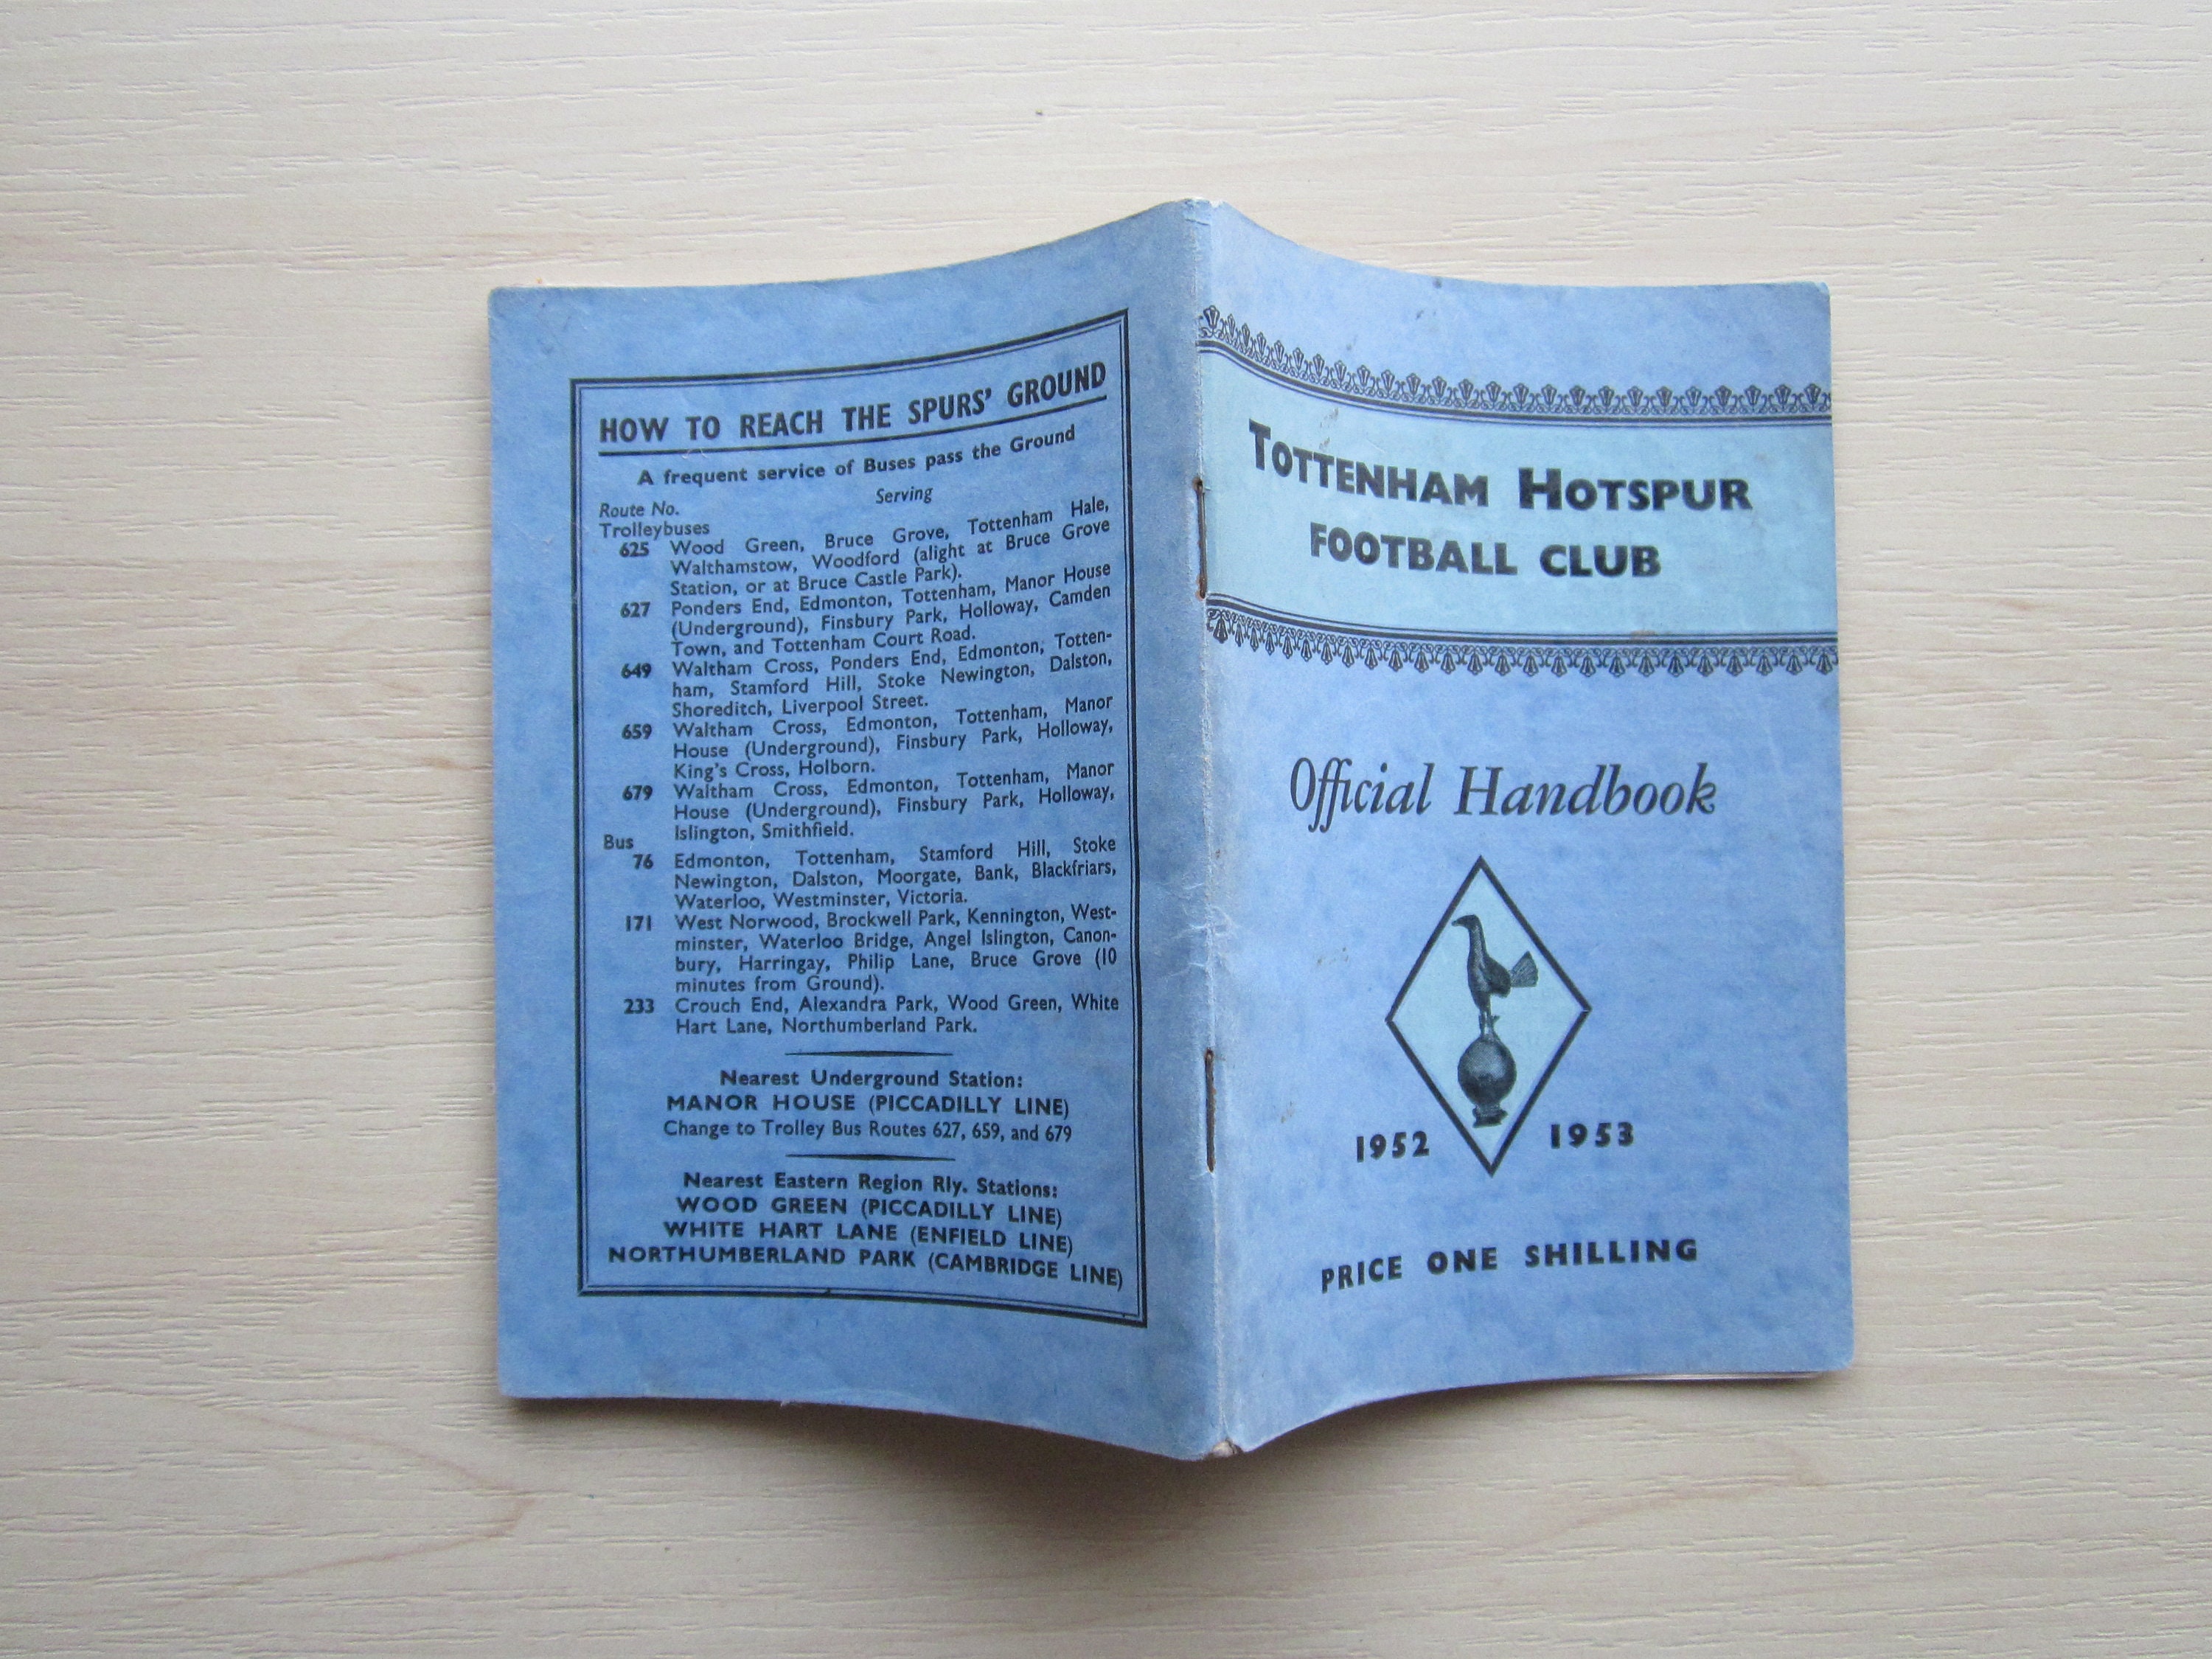 HOW TO REACH THE SPURS' GROUND
A frequent service of Buses pass the Ground
Route No. Serving
Trolleybuses
625 Wood Green, Bruce Grove, Tottenham Hale,
Walthamstow, Woodford (alight at Bruce Grove
Station, or at Bruce Castle Park).
627 Ponders End, Edmonton, Tottenham, Manor House
(Underground), Finsbury Park, Holloway, Camden
Town, and Tottenham Court Road.
649 Waltham Cross, Ponders End, Edmonton, Totten-
ham, Stamford Hill, Stoke Newington, Dalston,
Shoreditch, Liverpool Street.
659 Waltham Cross, Edmonton, Tottenham, Manor
House (Underground), Finsbury Park, Holloway,
King's Cross, Holborn.
679 Waltham Cross, Edmonton, Tottenham, Manor
House (Underground), Finsbury Park, Holloway,
Islington, Smithfield.
Bus
76 Edmonton, Tottenham, Stamford Hill, Stoke
Newington, Dalston, Moorgate, Bank, Blackfriars,
Waterloo, Westminster, Victoria.
171 West Norwood, Brockwell Park, Kennington, West-
minster, Waterloo Bridge, Angel Islington, Canon-
bury, Harringay, Philip Lane, Bruce Grove (10
minutes from Ground).
233 Crouch End, Alexandra Park, Wood Green, White
Hart Lane, Northumberland Park.
Nearest Underground Station:
MANOR HOUSE (PICCADILLY LINE)
Change to Trolley Bus Routes 627, 659, and 679
Nearest Eastern Region Rly. Stations:
WOOD GREEN (PICCADILLY LINE)
WHITE HART LANE (ENFIELD LINE)
NORTHUMBERLAND PARK (CAMBRIDGE LINE)
TOTTENHAM HOTSPUR
FOOTBALL CLUB
Official Handbook
1952 1953
PRICE ONE SHILLING